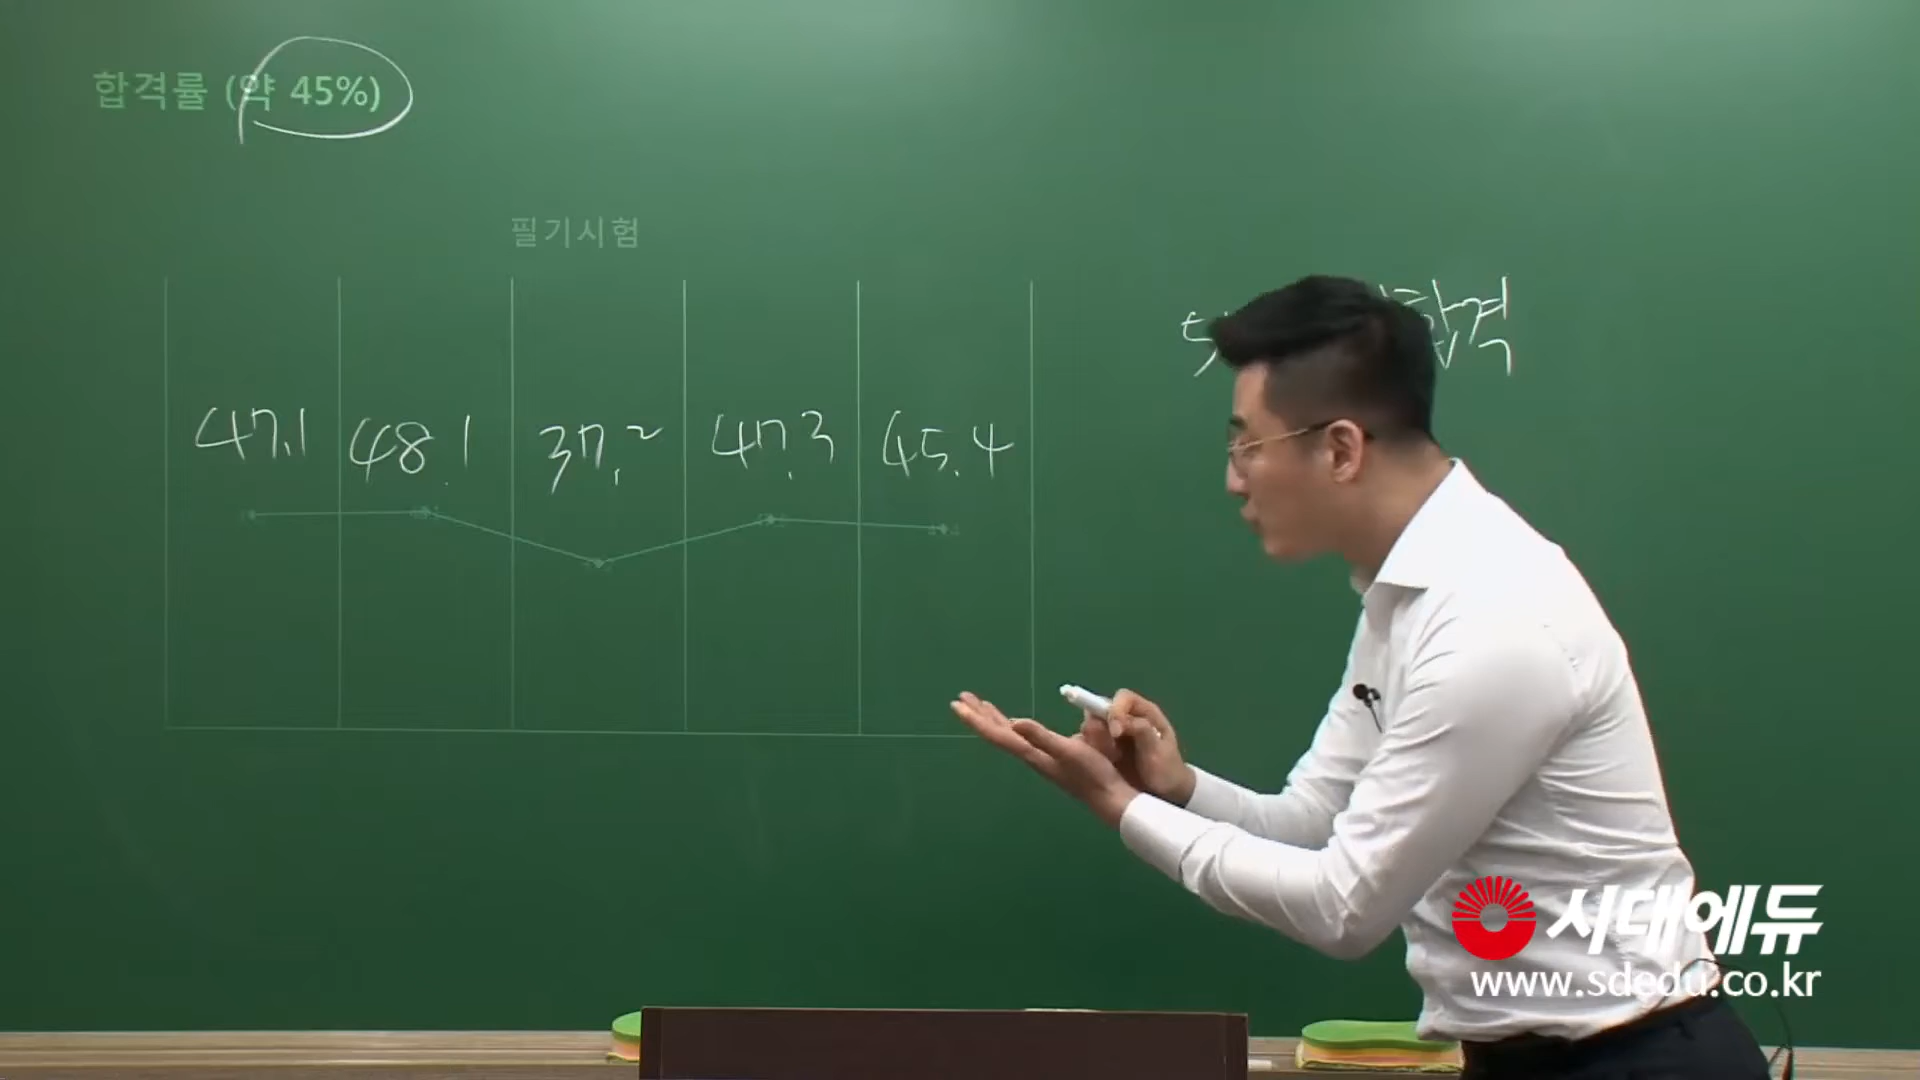 합격률 (약 45%)
필기시험
합격
47.1 48.1 37.2 47.3 45.4
시대에듀
www.sdedu.co.kr